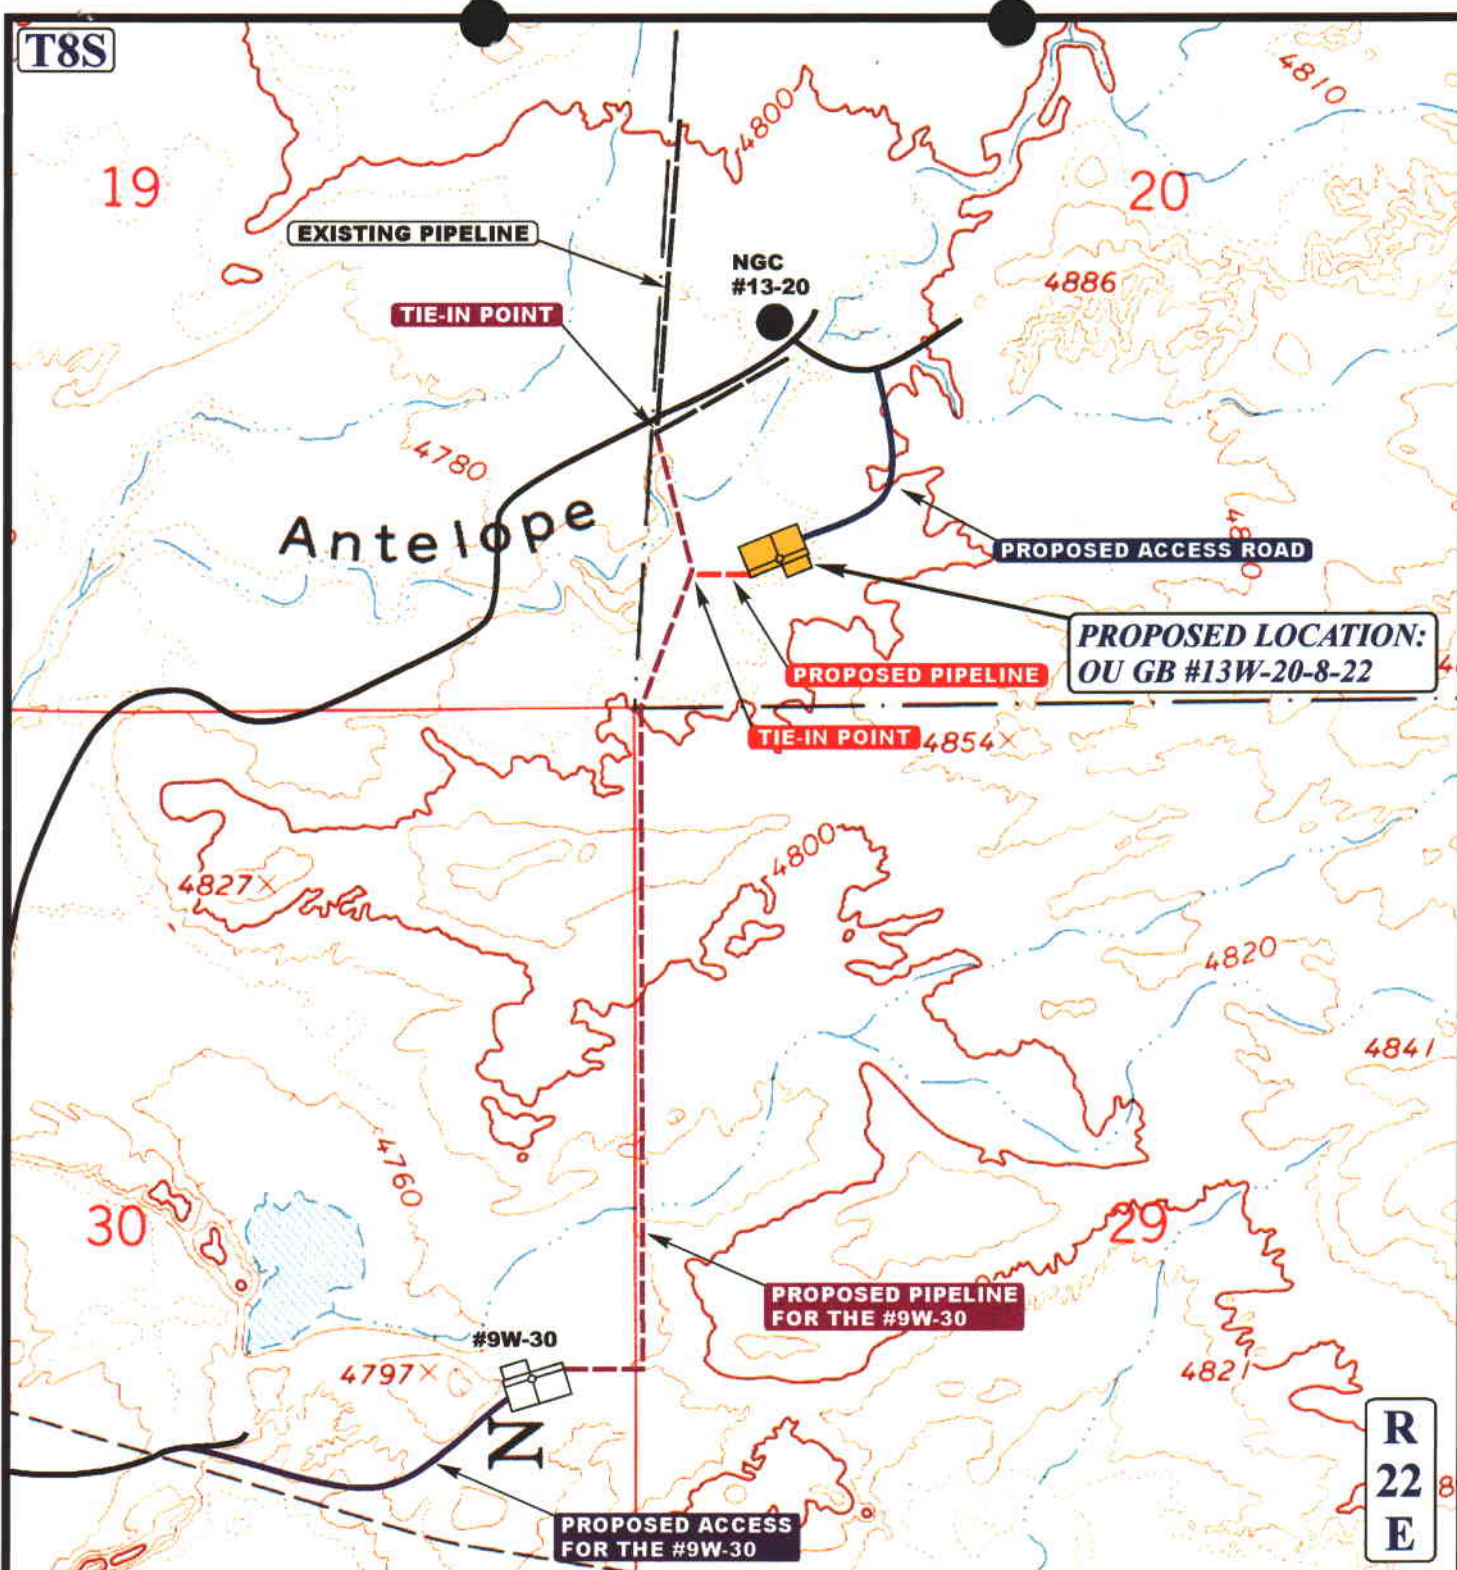 T8S
4810
4800
19
20
EXISTING PIPELINE
NGC
#13-20
4886
TIE-IN POINT
4780
Antelope
PROPOSED ACCESS ROAD
PROPOSED LOCATION:
OU GB #13W-20-8-22
PROPOSED PIPELINE
TIE-IN POINT
4854
4800
4827
4820
4841
4760
30
29
PROPOSED PIPELINE
FOR THE #9W-30
#9W-30
4797
4821
N
R
22
E
PROPOSED ACCESS
FOR THE #9W-30